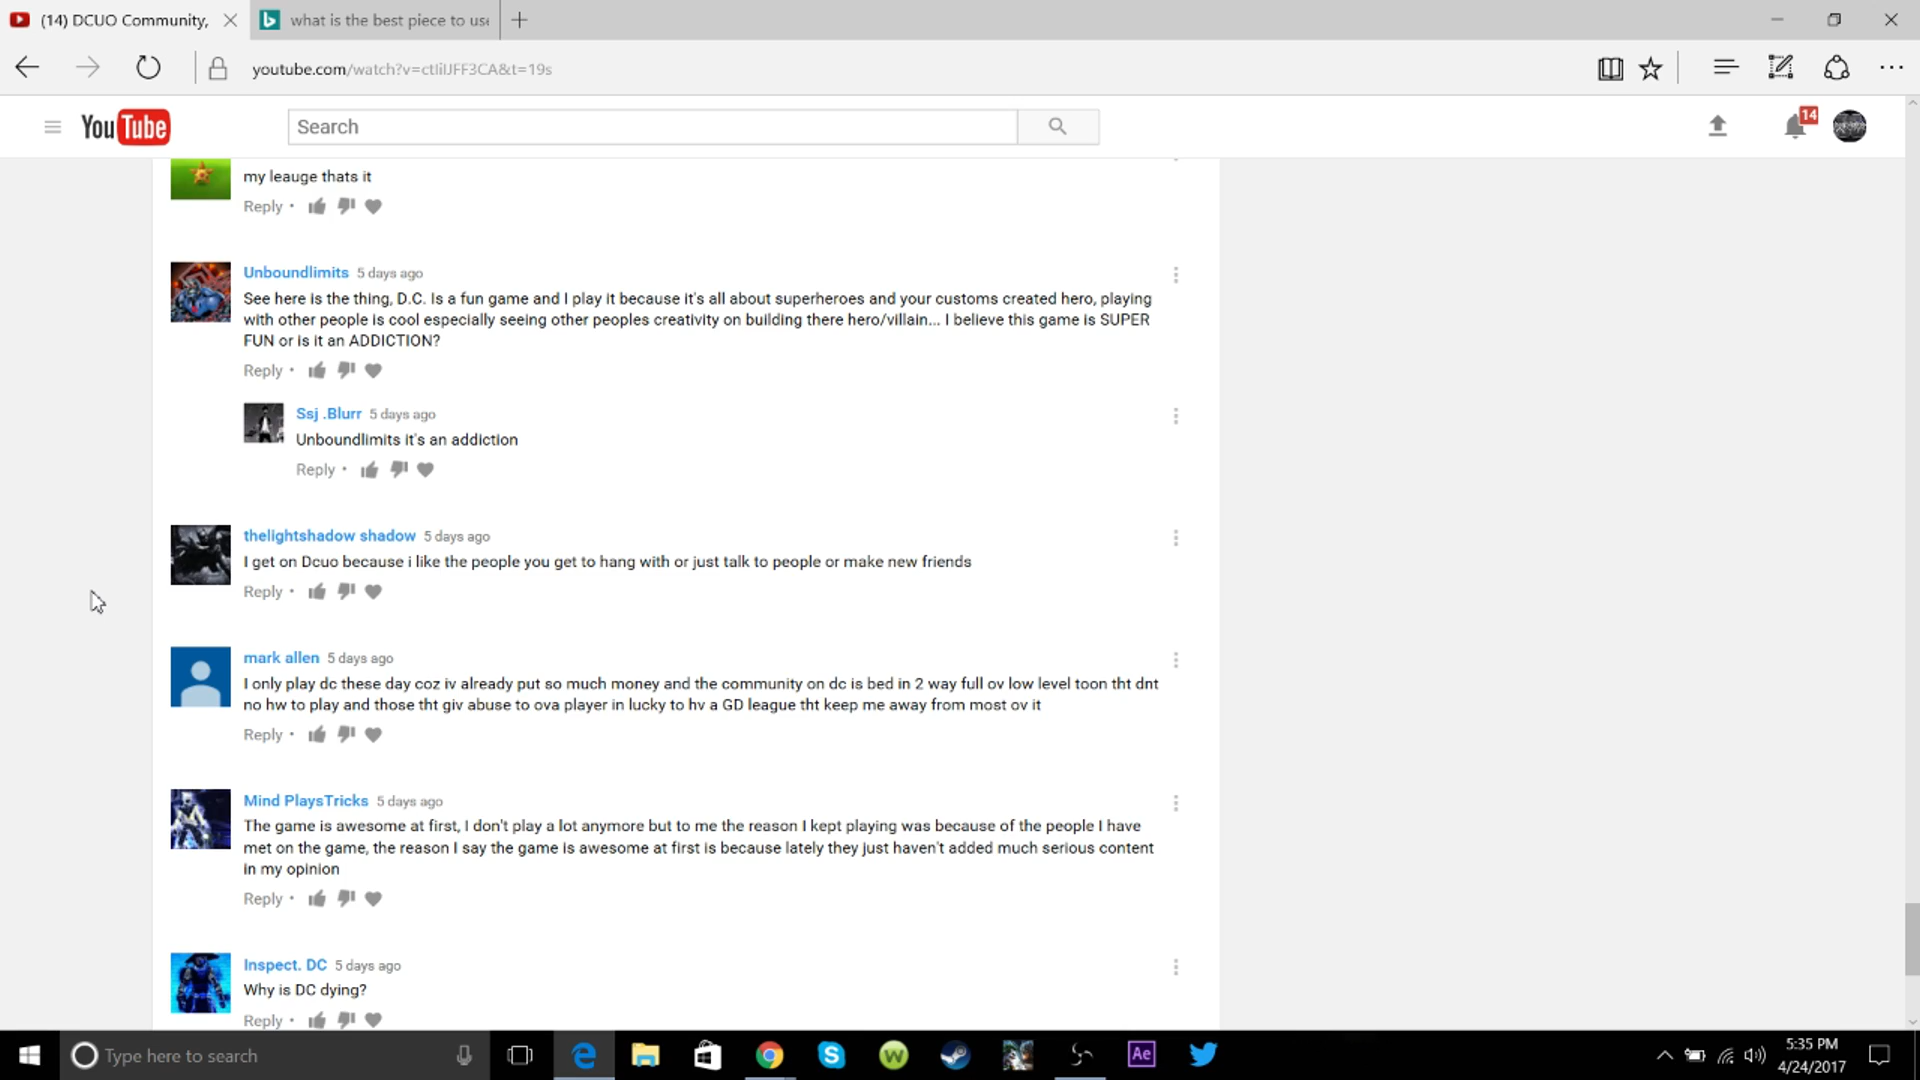 (14) DCUO Community,
what is the best piece to use
youtube.com/watch?v=ctIiIJFF3CA&t=19s
YouTube
Search
14
my leauge thats it
Reply •
Unboundlimits 5 days ago
See here is the thing, D.C. Is a fun game and I play it because it's all about superheroes and your customs created hero, playing
with other people is cool especially seeing other peoples creativity on building there hero/villain... I believe this game is SUPER
FUN or is it an ADDICTION?
Reply •
Ssj .Blurr 5 days ago
Unboundlimits it's an addiction
Reply •
thelightshadow shadow 5 days ago
I get on Dcuo because i like the people you get to hang with or just talk to people or make new friends
Reply •
mark allen 5 days ago
I only play dc these day coz iv already put so much money and the community on dc is bed in 2 way full ov low level toon tht dnt
no hw to play and those tht giv abuse to ova player in lucky to hv a GD league tht keep me away from most ov it
Reply •
Mind PlaysTricks 5 days ago
The game is awesome at first, I don't play a lot anymore but to me the reason I kept playing was because of the people I have
met on the game, the reason I say the game is awesome at first is because lately they just haven't added much serious content
in my opinion
Reply •
Inspect. DC 5 days ago
Why is DC dying?
Reply •
Type here to search
Ae
5:35 PM
4/24/2017